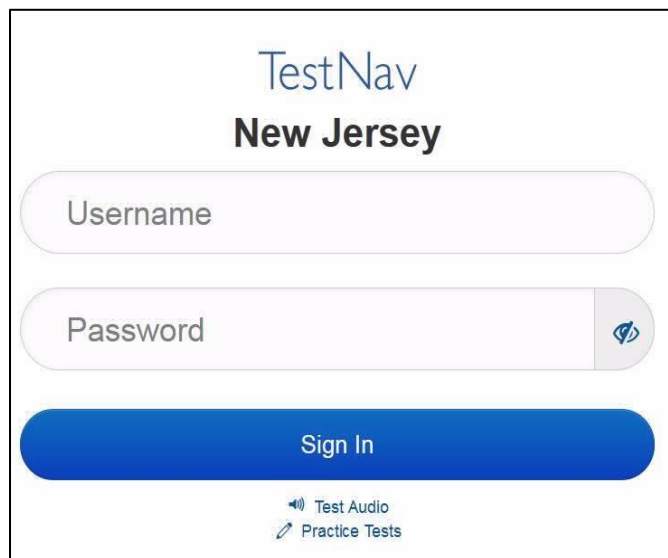 TestNav
New Jersey
Username
Password
Sign In
Test Audio
Practice Tests